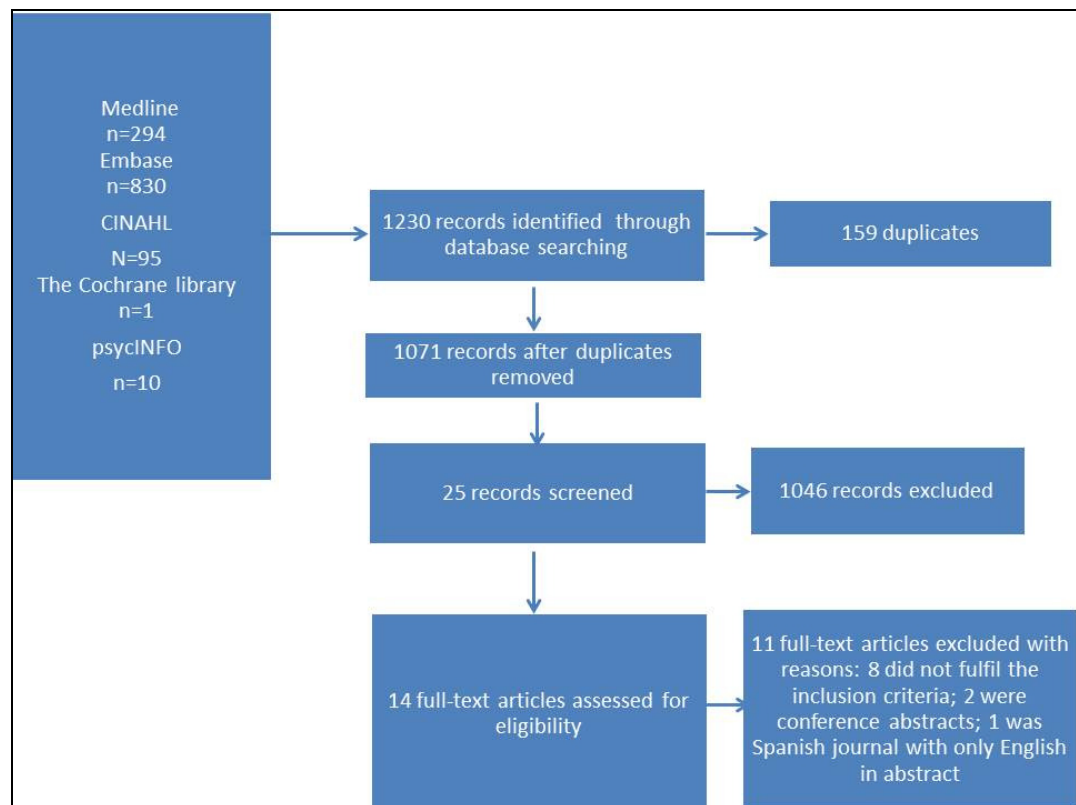 Medline
n=294
Embase
n=830
CINAHL
N=95
The Cochrane library
n=1
psycINFO
n=10
1230 records identified through
database searching
159 duplicates
1071 records after duplicates
removed
25 records screened
1046 records excluded
14 full-text articles assessed for
eligibility
11 full-text articles excluded with
reasons: 8 did not fulfil the
inclusion criteria; 2 were
conference abstracts; 1 was
Spanish journal with only English
in abstract